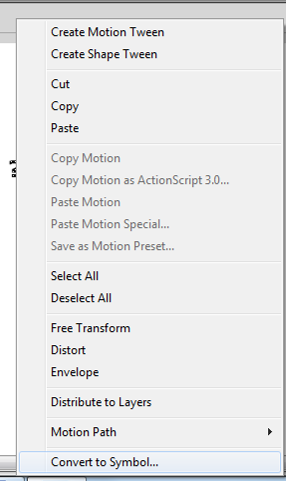 Create Motion Tween
Create Shape Tween
Cut
Copy
Paste
Copy Motion
Copy Motion as ActionScript 3.0...
Paste Motion
Paste Motion Special...
Save as Motion Preset...
Select All
Deselect All
Free Transform
Distort
Envelope
Distribute to Layers
Motion Path
Convert to Symbol...